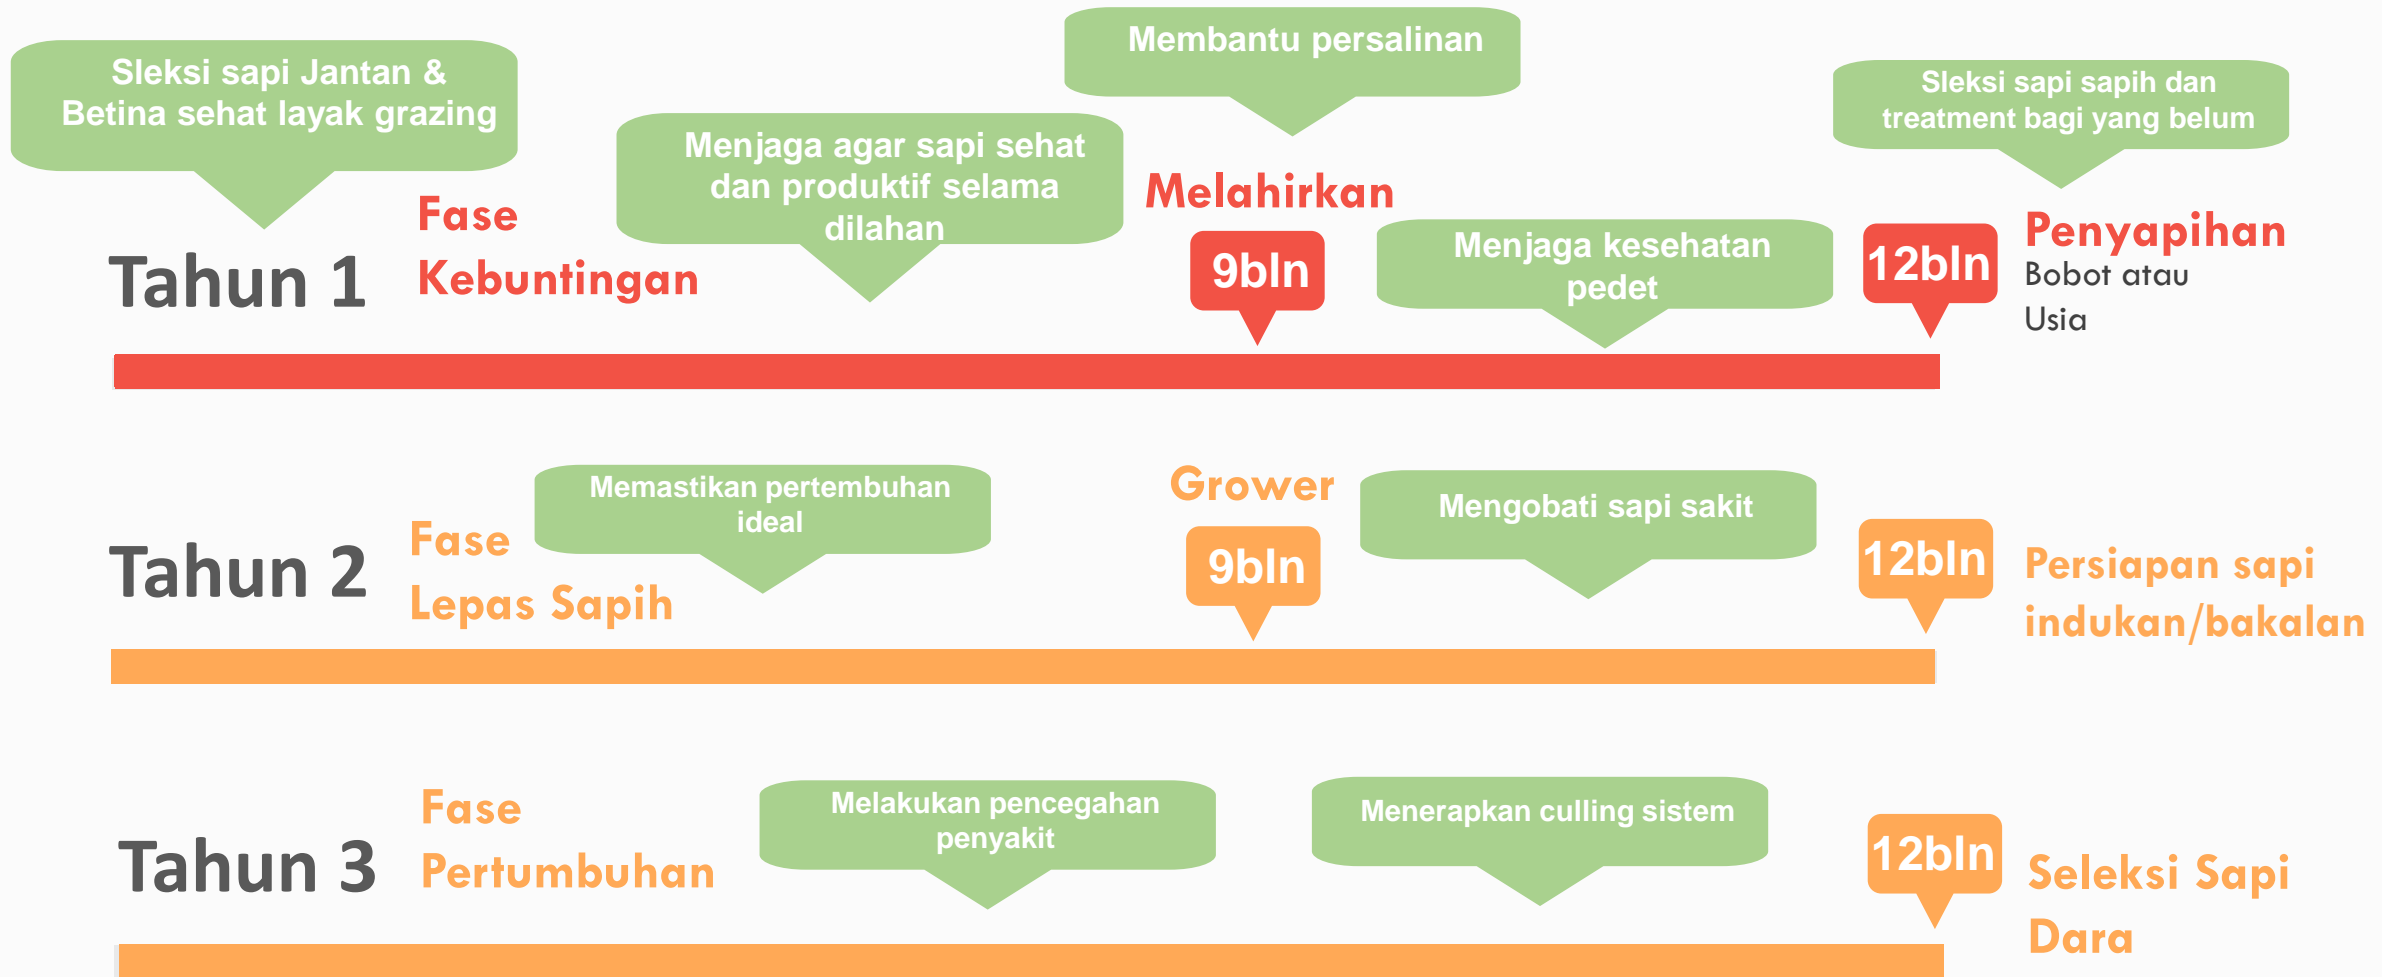 Sleksi sapi Jantan &
Betina sehat layak grazing
Menjaga agar sapi sehat
dan produktif selama
dilahan
Membantu persalinan
Sleksi sapi sapih dan
treatment bagi yang belum
Tahun 1
Fase
Kebuntingan
Melahirkan
9bln
Menjaga kesehatan
pedet
12bln
Penyapihan
Bobot atau
Usia
Tahun 2
Fase
Lepas Sapih
Memastikan pertembuhan
ideal
Grower
9bln
Mengobati sapi sakit
12bln
Persiapan sapi
indukan/bakalan
Tahun 3
Fase
Pertumbuhan
Melakukan pencegahan
penyakit
Menerapkan culling sistem
12bln
Seleksi Sapi
Dara